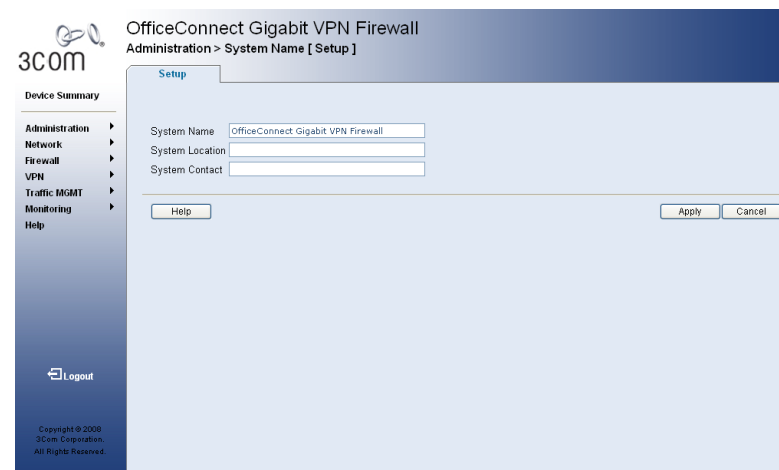 3com
OfficeConnect Gigabit VPN Firewall
Administration > System Name [ Setup ]
Setup
Device Summary
Administration
Network
Firewall
VPN
Traffic MGMT
Monitoring
Help
Logout
Copyright © 2008
3Com Corporation.
All Rights Reserved.
System Name OfficeConnect Gigabit VPN Firewall
System Location
System Contact
Help Apply Cancel